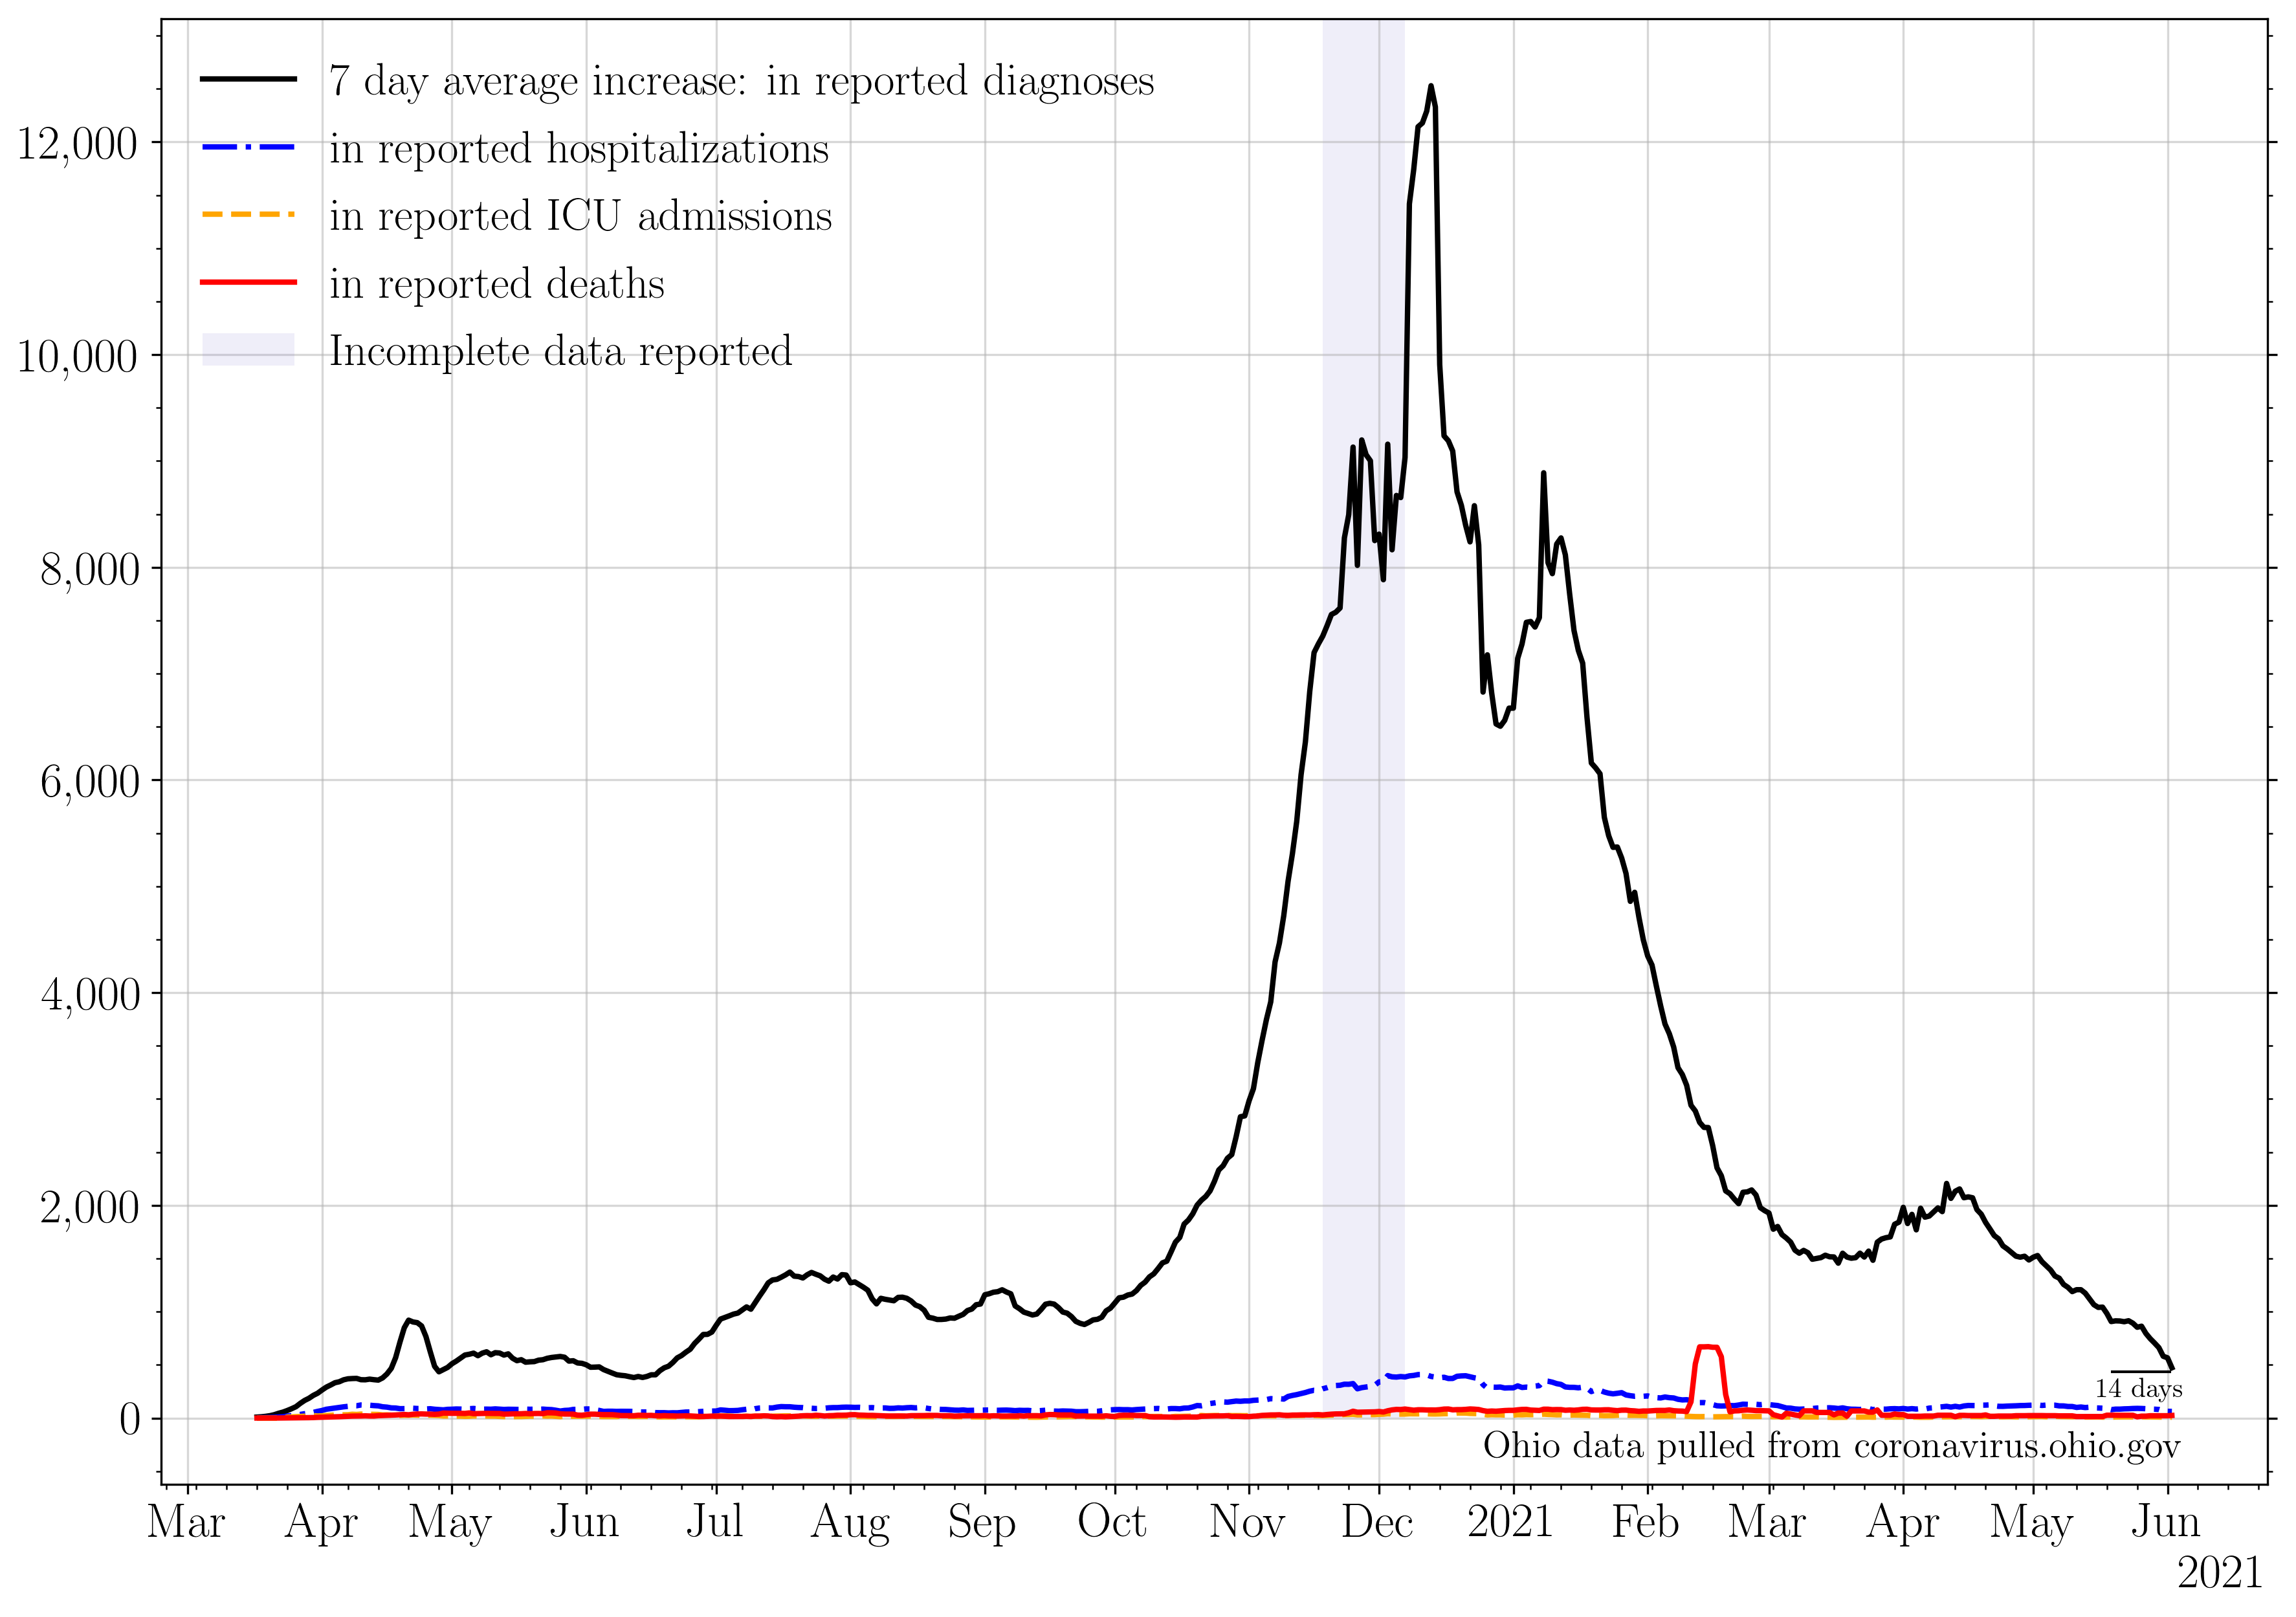 7 day average increase: in reported diagnoses
in reported hospitalizations
in reported ICU admissions
in reported deaths
Incomplete data reported
12,000
10,000
8,000
6,000
4,000
2,000
0
14 days
Ohio data pulled from coronavirus.ohio.gov
Mar Apr May Jun Jul Aug Sep Oct Nov Dec 2021 Feb Mar Apr May Jun
2021